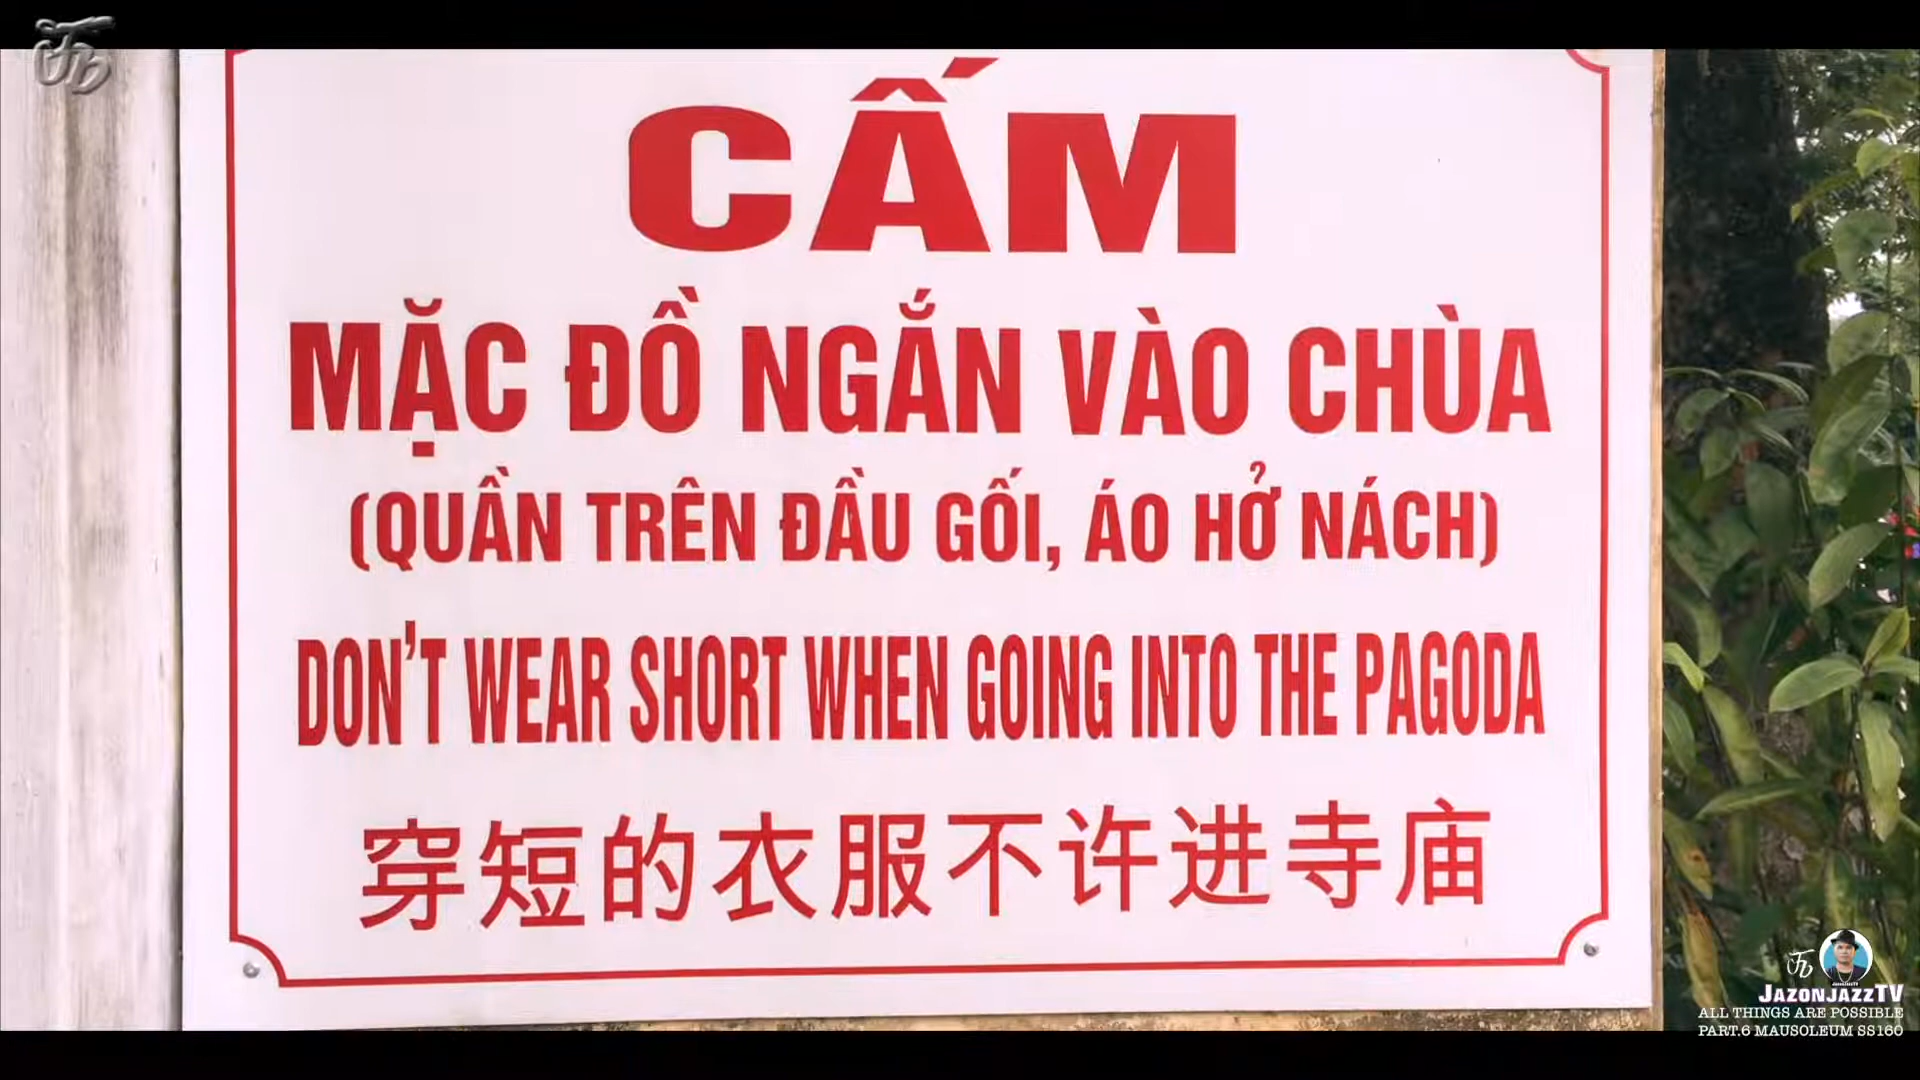 CẤM
MẶC ĐỒ NGẮN VÀO CHÙA
(QUẦN TRÊN ĐẦU GỐI, ÁO HỞ NÁCH)
DON'T WEAR SHORT WHEN GOING INTO THE PAGODA
穿短的衣服不许进寺庙
JAZONJAZZTV
ALL THINGS ARE POSSIBLE
PART.6 MAUSOLEUM SS160